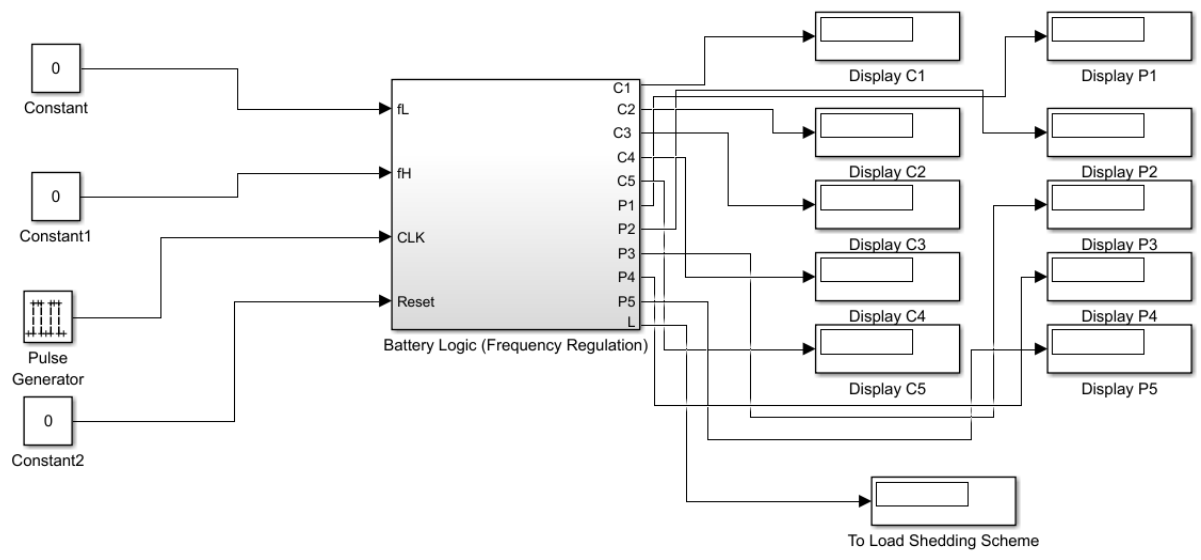 0
Constant
0
Constant1
Pulse
Generator
0
Constant2
fL
fH
CLK
Reset
C1
C2
C3
C4
C5
P1
P2
P3
P4
P5
L
Battery Logic (Frequency Regulation)
Display C1
Display C2
Display C3
Display C4
Display C5
Display P1
Display P2
Display P3
Display P4
Display P5
To Load Shedding Scheme